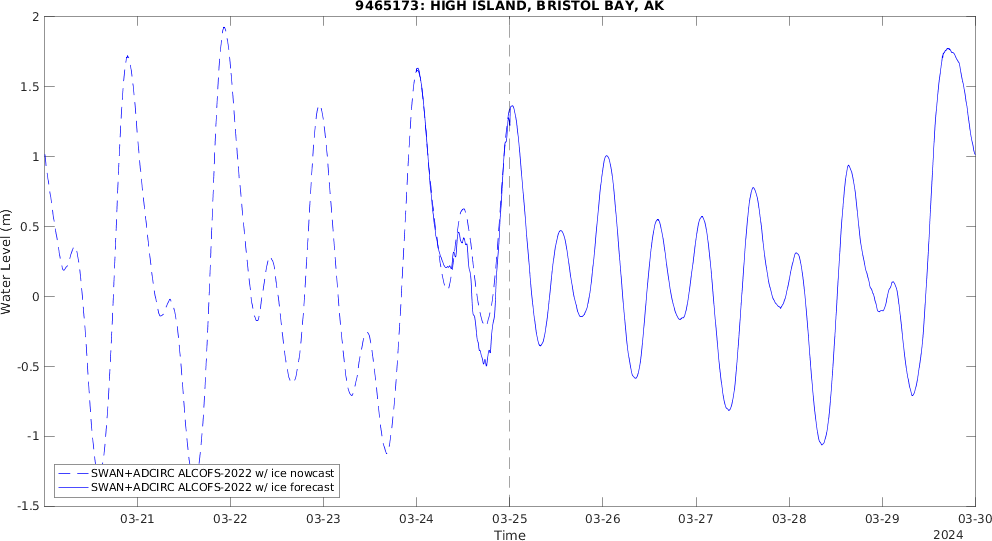 9465173: HIGH ISLAND, BRISTOL BAY, AK
Water Level (m)
2
1.5
1
0.5
0
-0.5
-1
-1.5
SWAN+ADCIRC ALCOFS-2022 w/ ice nowcast
SWAN+ADCIRC ALCOFS-2022 w/ ice forecast
03-21 03-22 03-23 03-24 03-25 03-26 03-27 03-28 03-29 03-30
Time
2024